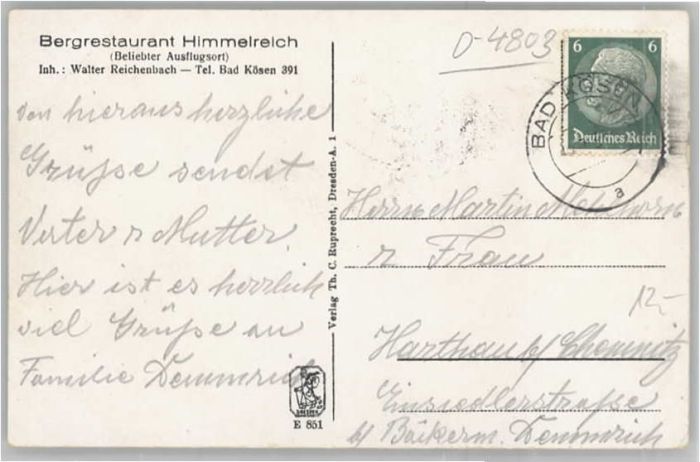 Bergrestaurant Himmelreich
(Beliebter Ausflugsort)
Inh.: Walter Reichenbach — Tel. Bad Kösen 391
von hieraus herzliche
Grüße sendet
Vater u Mutter.
Hier ist es herrlich
viel Grüße an
Familie Demmrich
Verlag Th. C. Ruprecht, Dresden-A. 1
E 851
D-4803
6 6
Deutsches Reich
BAD KÖSEN
a
Herrn Martin
u Frau
12,-
Harthau p/ Chemnitz
Einsiedlerstraße
b/ Bäckerm. Demmrich